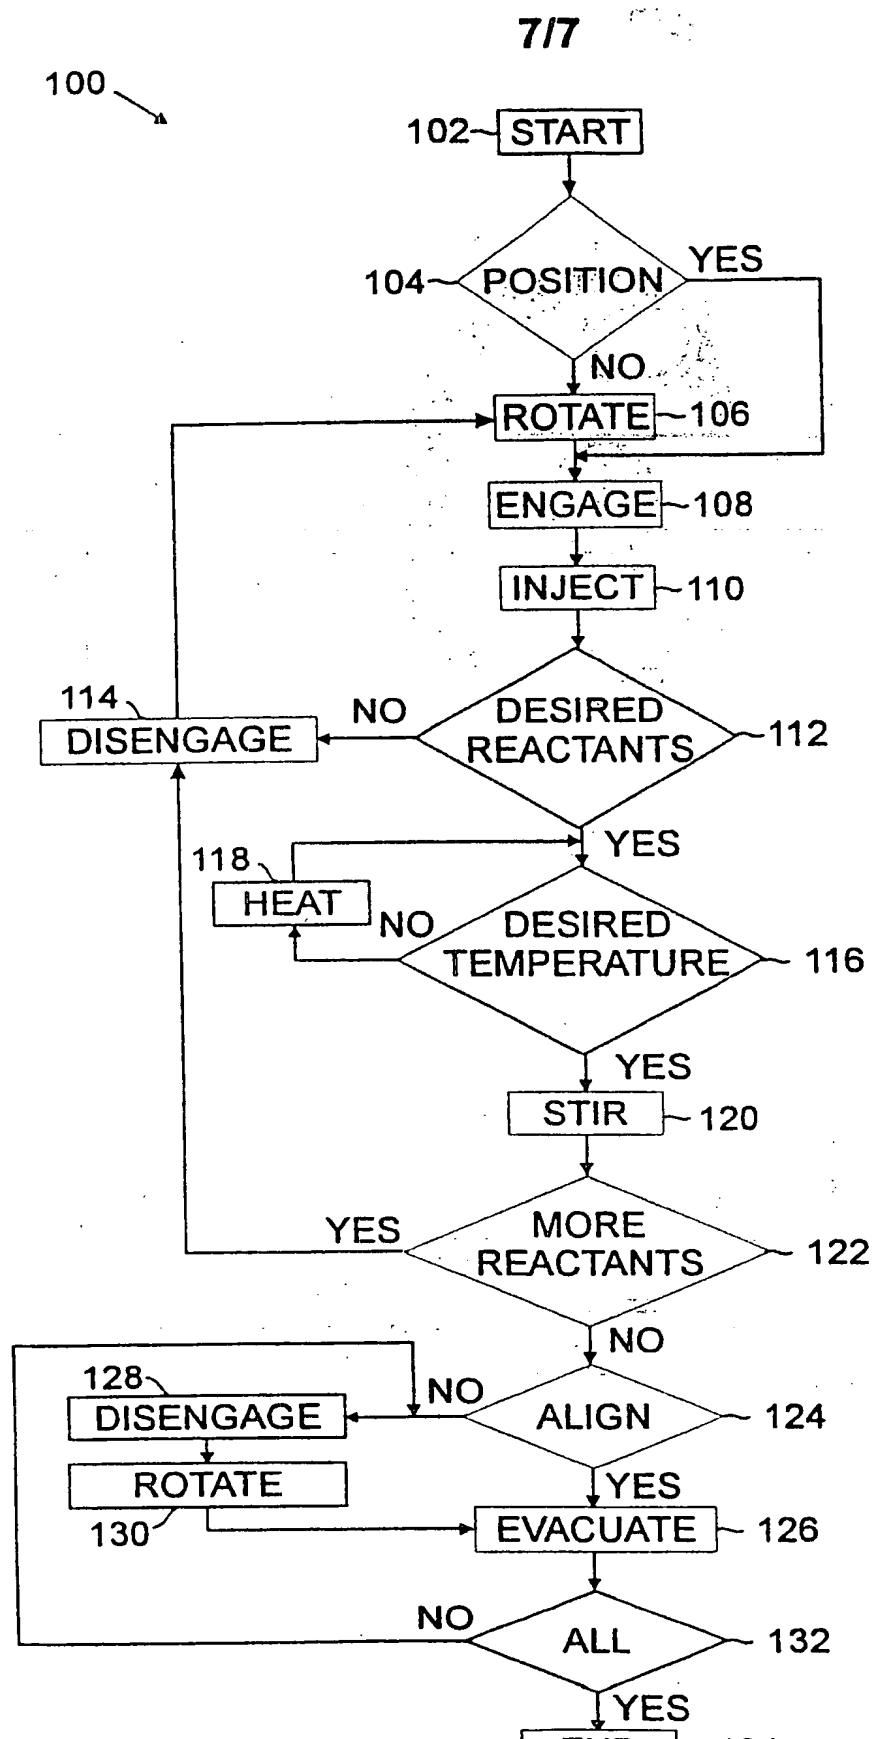 7/7
100
102 START
104 POSITION YES
NO
ROTATE 106
ENGAGE 108
INJECT 110
114 NO DESIRED
DISENGAGE REACTANTS 112
YES
118
HEAT NO DESIRED
TEMPERATURE 116
YES
STIR 120
YES MORE
REACTANTS 122
NO
128 NO
DISENGAGE ALIGN 124
ROTATE YES
130 EVACUATE 126
NO ALL 132
YES